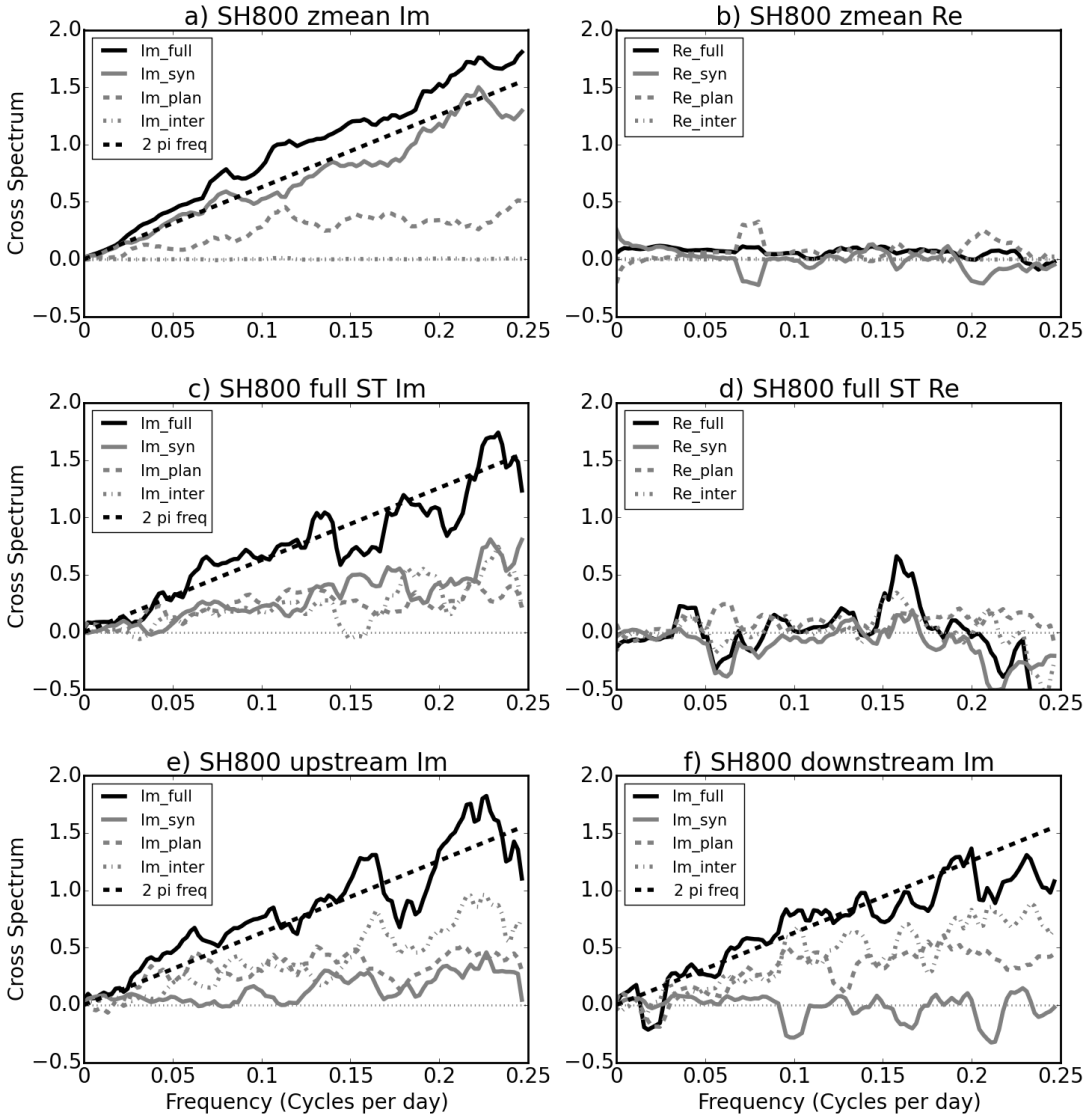 a) SH800 zmean Im
2.0
1.5
1.0
0.5
0.0
−0.5
Cross Spectrum
Im_full
Im_syn
Im_plan
Im_inter
2 pi freq
0 0.05 0.1 0.15 0.2 0.25
b) SH800 zmean Re
2.0
1.5
1.0
0.5
0.0
−0.5
Re_full
Re_syn
Re_plan
Re_inter
0 0.05 0.1 0.15 0.2 0.25
c) SH800 full ST Im
2.0
1.5
1.0
0.5
0.0
−0.5
Cross Spectrum
Im_full
Im_syn
Im_plan
Im_inter
2 pi freq
0 0.05 0.1 0.15 0.2 0.25
d) SH800 full ST Re
2.0
1.5
1.0
0.5
0.0
−0.5
Re_full
Re_syn
Re_plan
Re_inter
0 0.05 0.1 0.15 0.2 0.25
e) SH800 upstream Im
2.0
1.5
1.0
0.5
0.0
−0.5
Cross Spectrum
Im_full
Im_syn
Im_plan
Im_inter
2 pi freq
0 0.05 0.1 0.15 0.2 0.25
Frequency (Cycles per day)
f) SH800 downstream Im
2.0
1.5
1.0
0.5
0.0
−0.5
Im_full
Im_syn
Im_plan
Im_inter
2 pi freq
0 0.05 0.1 0.15 0.2 0.25
Frequency (Cycles per day)